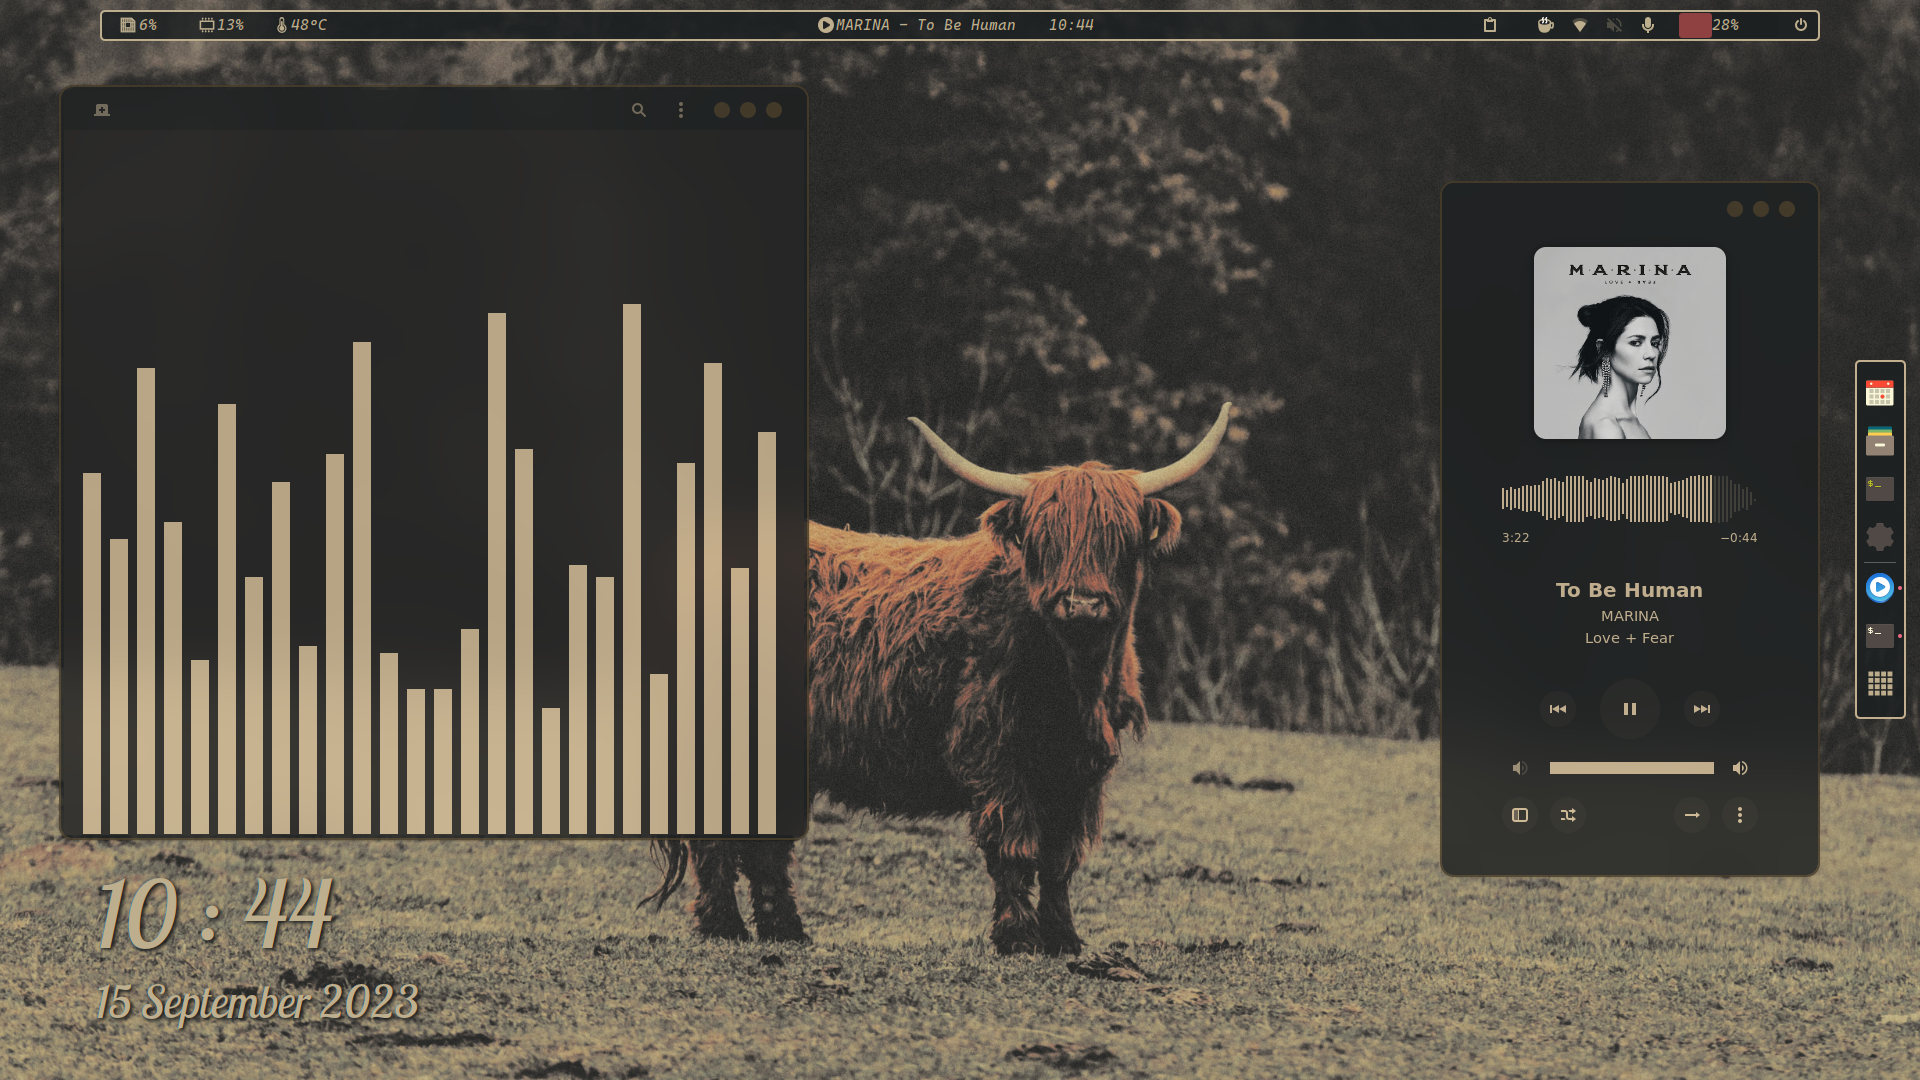 6%
13%
48°C
MARINA – To Be Human
10:44
28%
M·A·R·I·N·A
LOVE + FEAR
3:22
−0:44
To Be Human
MARINA
Love + Fear
$_
$_
10 : 44
15 September 2023